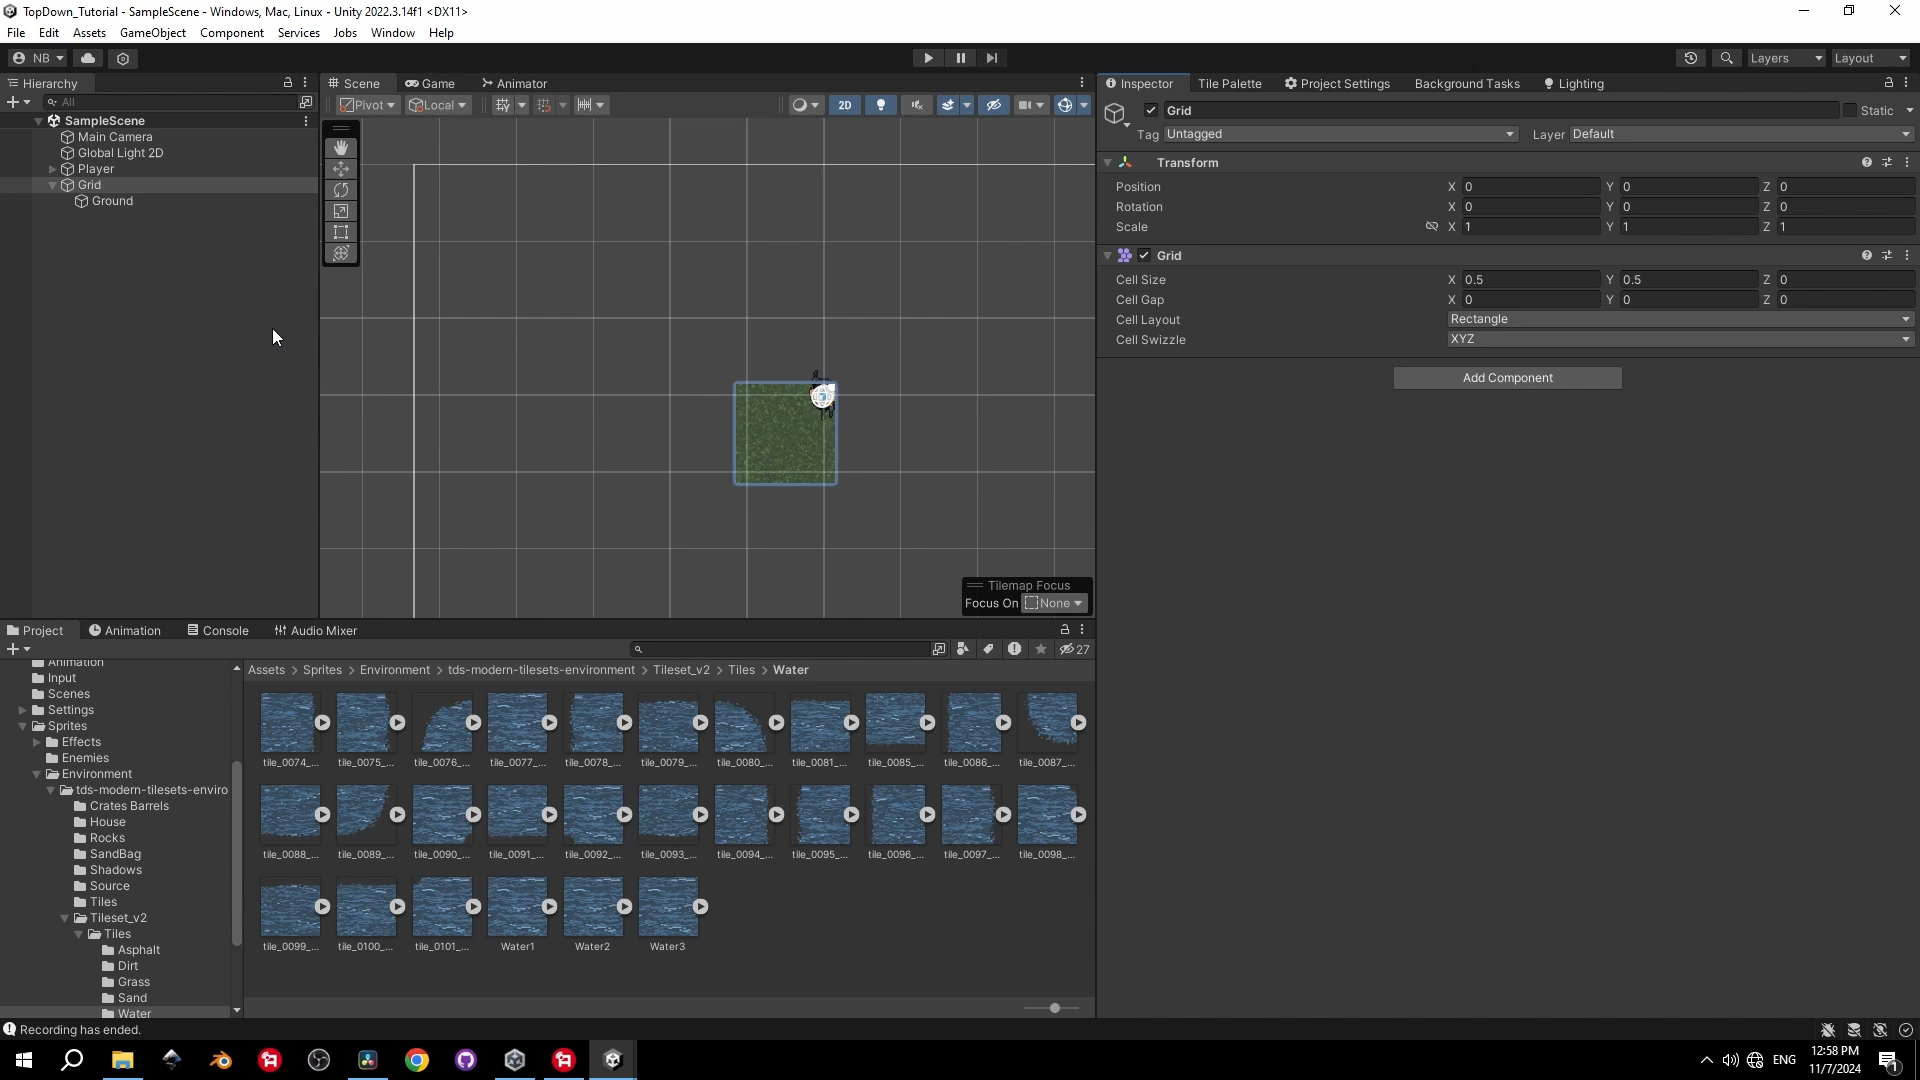 TopDown_Tutorial - SampleScene - Windows, Mac, Linux - Unity 2022.3.14f1 <DX11>
File Edit Assets GameObject Component Services Jobs Window Help
NB Layers Layout
Hierarchy Scene Game Animator Inspector Tile Palette Project Settings Background Tasks Lighting
All Pivot Local 2D
SampleScene
Main Camera
Global Light 2D
Player
Grid
Ground
Grid Static
Tag Untagged Layer Default
Transform
Position X 0 Y 0 Z 0
Rotation X 0 Y 0 Z 0
Scale X 1 Y 1 Z 1
Grid
Cell Size X 0.5 Y 0.5 Z 0
Cell Gap X 0 Y 0 Z 0
Cell Layout Rectangle
Cell Swizzle XYZ
Add Component
Tilemap Focus
Focus On None
Project Animation Console Audio Mixer
27
Animation
Input
Scenes
Settings
Sprites
Effects
Enemies
Environment
tds-modern-tilesets-enviro
Crates Barrels
House
Rocks
SandBag
Shadows
Source
Tiles
Tileset_v2
Tiles
Asphalt
Dirt
Grass
Sand
Water
Assets > Sprites > Environment > tds-modern-tilesets-environment > Tileset_v2 > Tiles > Water
tile_0074_... tile_0075_... tile_0076_... tile_0077_... tile_0078_... tile_0079_... tile_0080_... tile_0081_... tile_0085_... tile_0086_... tile_0087_...
tile_0088_... tile_0089_... tile_0090_... tile_0091_... tile_0092_... tile_0093_... tile_0094_... tile_0095_... tile_0096_... tile_0097_... tile_0098_...
tile_0099_... tile_0100_... tile_0101_... Water1 Water2 Water3
Recording has ended.
ENG
12:58 PM
11/7/2024
1